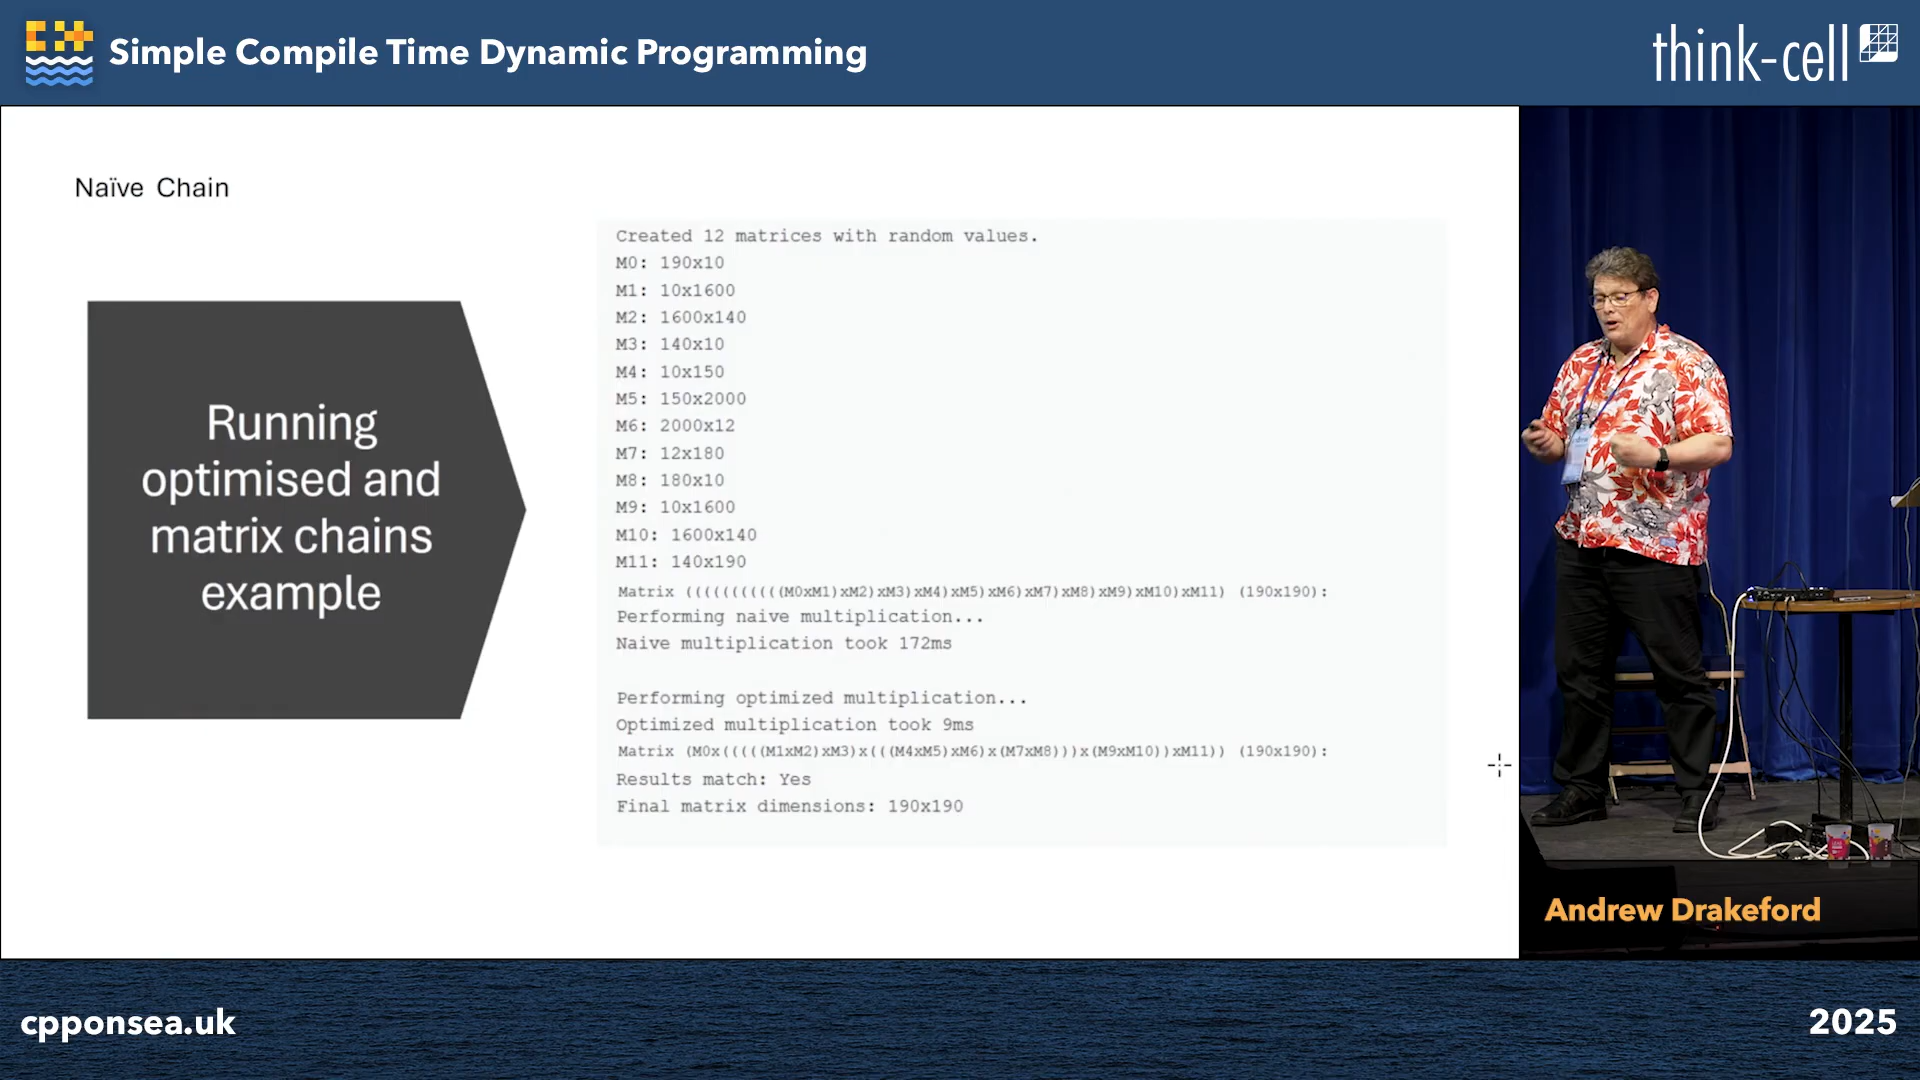 Simple Compile Time Dynamic Programming
think-cell
Naïve Chain
Running
optimised and
matrix chains
example
Created 12 matrices with random values.
M0: 190x10
M1: 10x1600
M2: 1600x140
M3: 140x10
M4: 10x150
M5: 150x2000
M6: 2000x12
M7: 12x180
M8: 180x10
M9: 10x1600
M10: 1600x140
M11: 140x190
Matrix (((((((((((M0xM1)xM2)xM3)xM4)xM5)xM6)xM7)xM8)xM9)xM10)xM11) (190x190):
Performing naive multiplication...
Naive multiplication took 172ms
Performing optimized multiplication...
Optimized multiplication took 9ms
Matrix (M0x(((((M1xM2)xM3)x(((M4xM5)xM6)x(M7xM8)))x(M9xM10))xM11)) (190x190):
Results match: Yes
Final matrix dimensions: 190x190
Andrew Drakeford
cpponsea.uk
2025